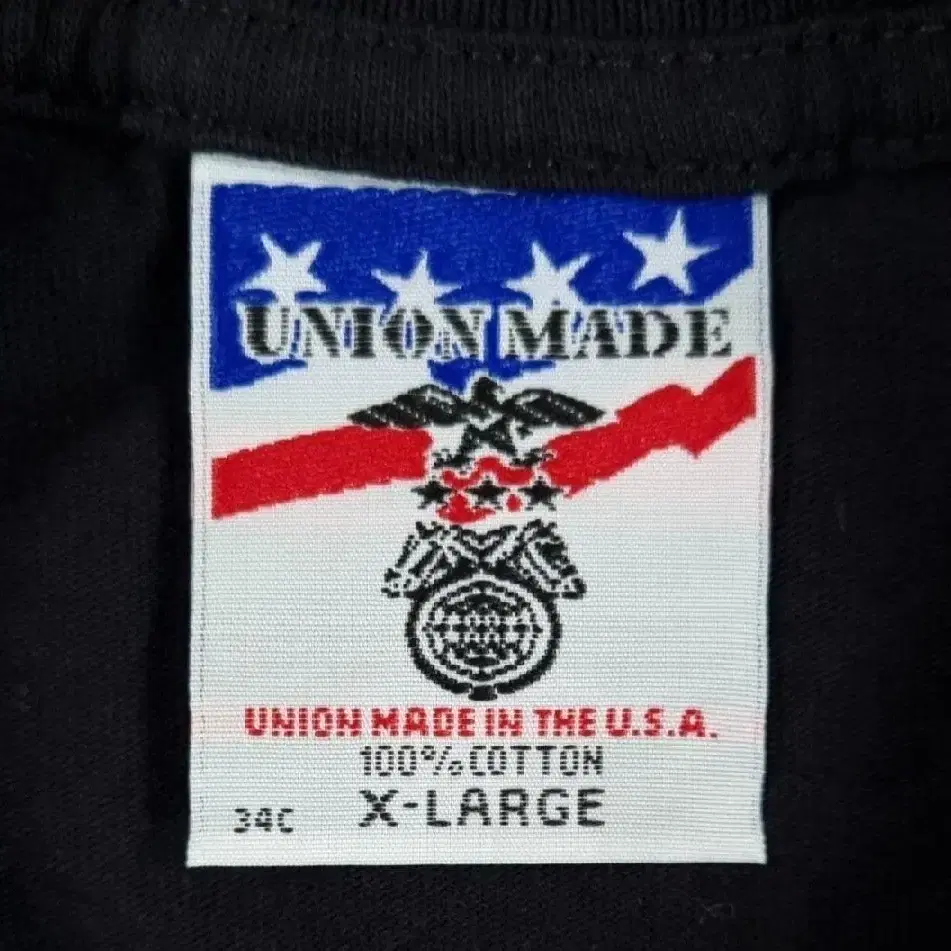 UNION MADE
UNION MADE IN THE U.S.A.
100% COTTON
X-LARGE
34C